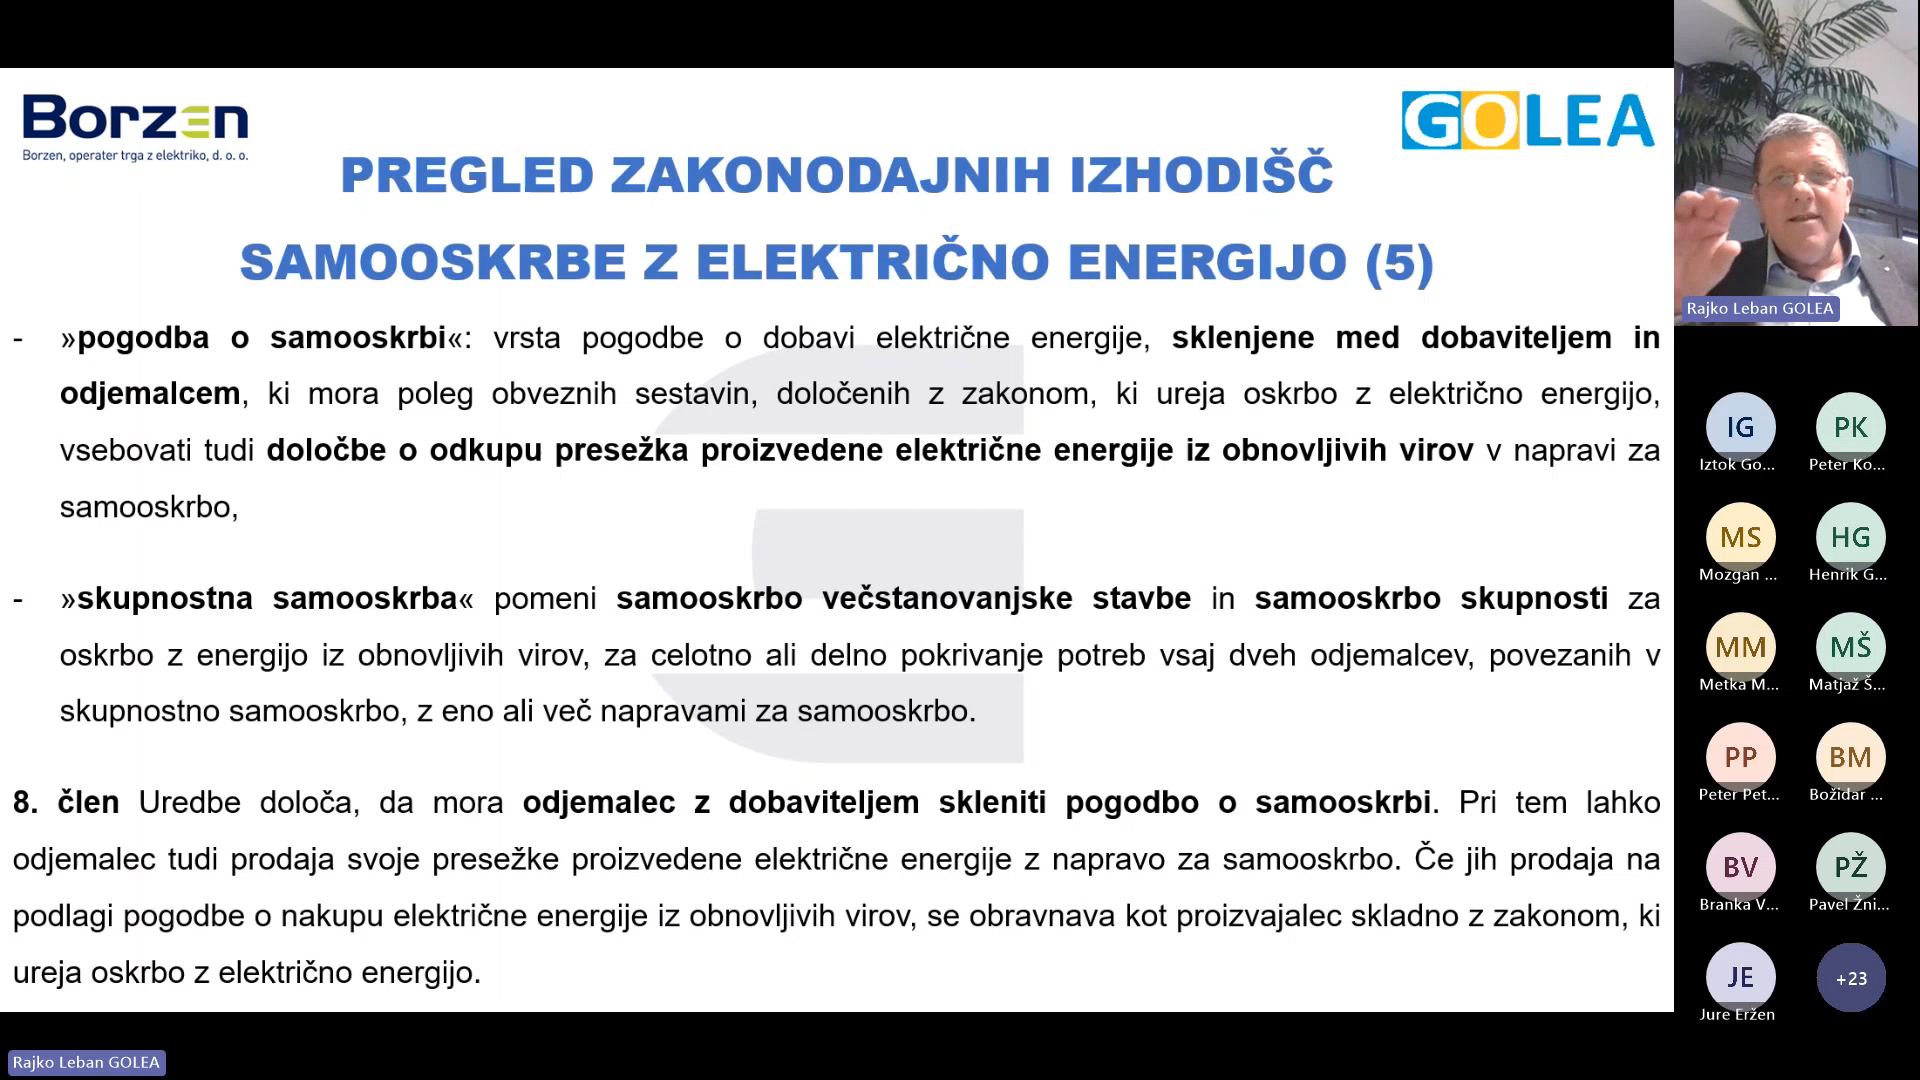 Borzen
Borzen, operater trga z elektriko, d. o. o.
GOLEA
PREGLED ZAKONODAJNIH IZHODIŠČ
SAMOOSKRBE Z ELEKTRIČNO ENERGIJO (5)
- »pogodba o samooskrbi«: vrsta pogodbe o dobavi električne energije, sklenjene med dobaviteljem in
odjemalcem, ki mora poleg obveznih sestavin, določenih z zakonom, ki ureja oskrbo z električno energijo,
vsebovati tudi določbe o odkupu presežka proizvedene električne energije iz obnovljivih virov v napravi za
samooskrbo,
- »skupnostna samooskrba« pomeni samooskrbo večstanovanjske stavbe in samooskrbo skupnosti za
oskrbo z energijo iz obnovljivih virov, za celotno ali delno pokrivanje potreb vsaj dveh odjemalcev, povezanih v
skupnostno samooskrbo, z eno ali več napravami za samooskrbo.
8. člen Uredbe določa, da mora odjemalec z dobaviteljem skleniti pogodbo o samooskrbi. Pri tem lahko
odjemalec tudi prodaja svoje presežke proizvedene električne energije z napravo za samooskrbo. Če jih prodaja na
podlagi pogodbe o nakupu električne energije iz obnovljivih virov, se obravnava kot proizvajalec skladno z zakonom, ki
ureja oskrbo z električno energijo.
Rajko Leban GOLEA
Rajko Leban GOLEA
IG
PK
Iztok Go...
Peter Ko...
MS
HG
Mozgan ...
Henrik G...
MM
MŠ
Metka M...
Matjaž Š...
PP
BM
Peter Pet...
Božidar ...
BV
PŽ
Branka V...
Pavel Žni...
JE
+23
Jure Eržen